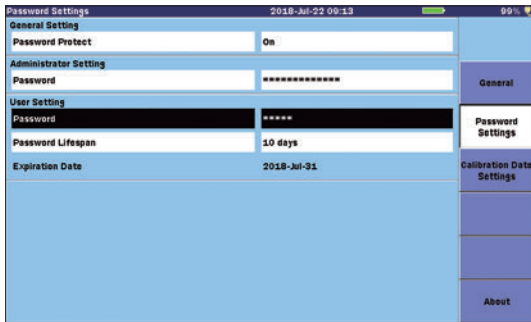 Password Settings 2018-Jul-22 09:13 99%
General Setting
Password Protect On
Administrator Setting
Password *************
General
User Setting
Password *****
Password Settings
Password Lifespan 10 days
Expiration Date 2018-Jul-31
Calibration Date Settings
About